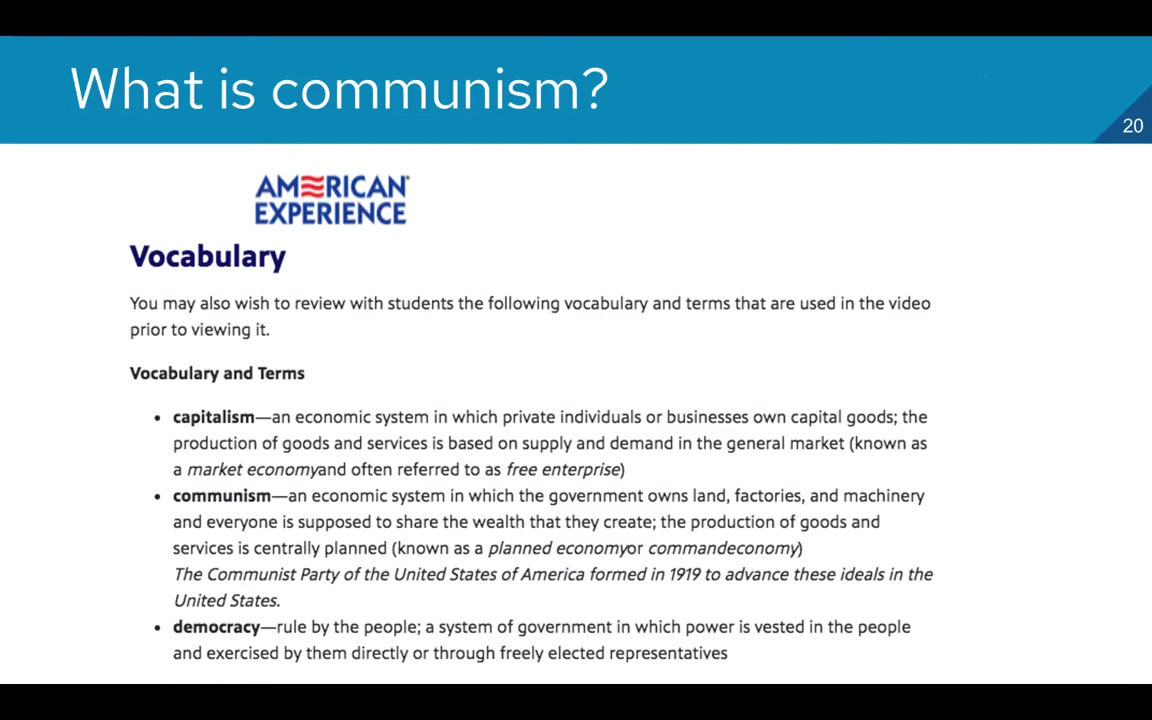 What is communism?
20
AMERICAN
EXPERIENCE
Vocabulary
You may also wish to review with students the following vocabulary and terms that are used in the video
prior to viewing it.
Vocabulary and Terms
• capitalism—an economic system in which private individuals or businesses own capital goods; the
production of goods and services is based on supply and demand in the general market (known as
a market economyand often referred to as free enterprise)
• communism—an economic system in which the government owns land, factories, and machinery
and everyone is supposed to share the wealth that they create; the production of goods and
services is centrally planned (known as a planned economyor commandeconomy)
The Communist Party of the United States of America formed in 1919 to advance these ideals in the
United States.
• democracy—rule by the people; a system of government in which power is vested in the people
and exercised by them directly or through freely elected representatives